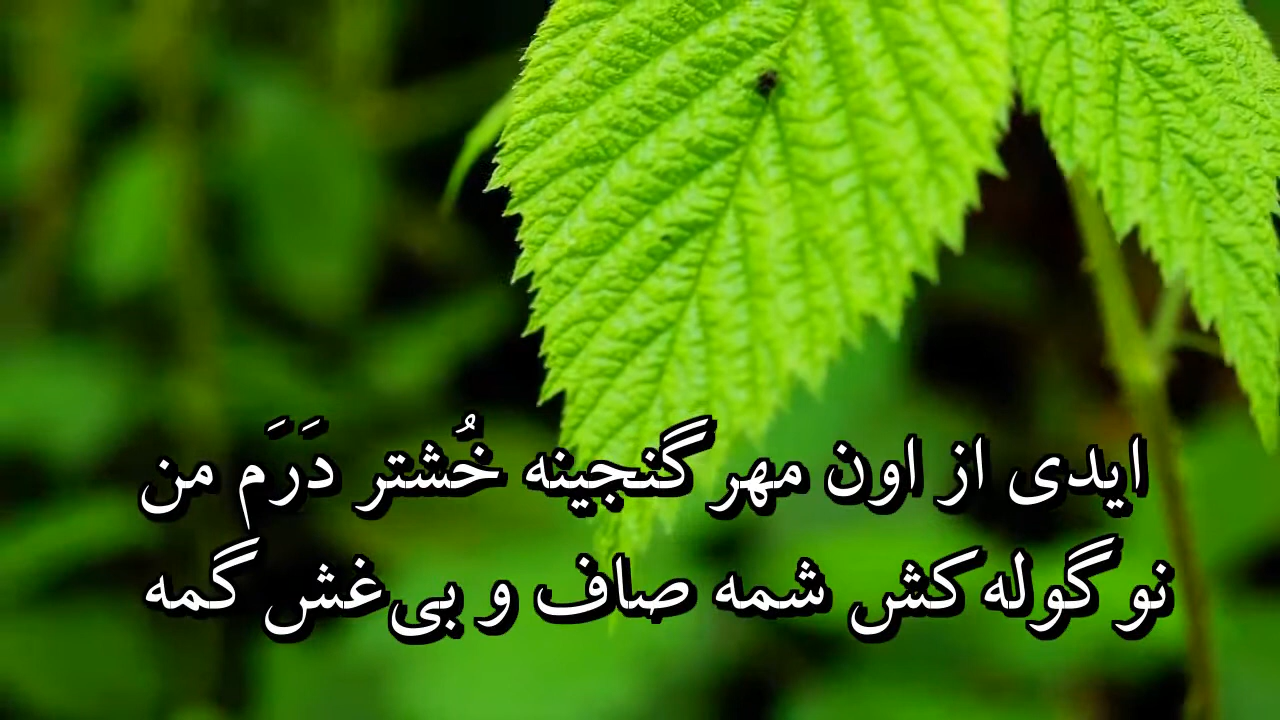 ایدی از اون مهر گنجینه خُشتر دَرَم من
نو گوله کش شمه صاف و بی‌غش گمه